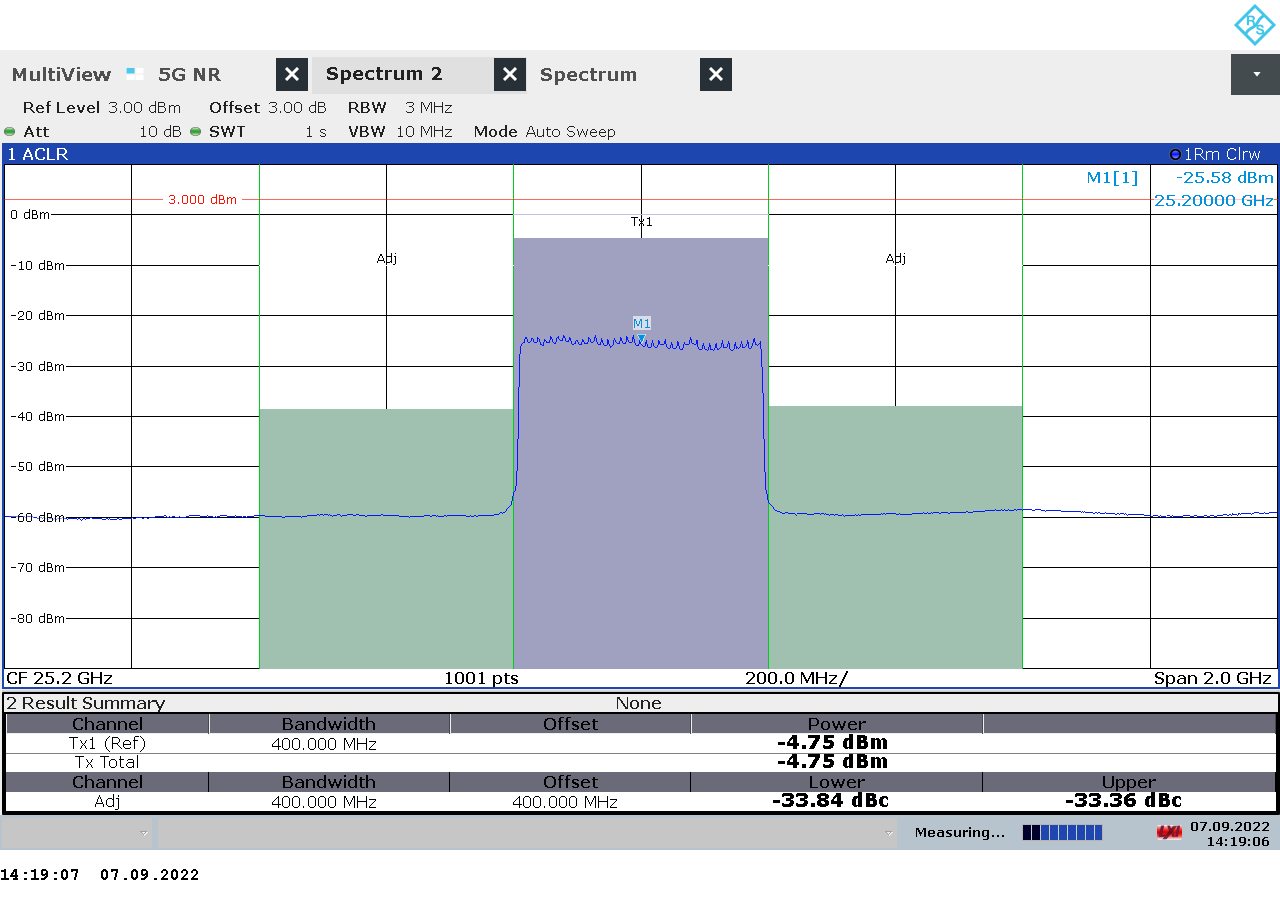 R/S
MultiView 5G NR Spectrum 2 Spectrum
Ref Level 3.00 dBm Offset 3.00 dB RBW 3 MHz
Att 10 dB SWT 1 s VBW 10 MHz Mode Auto Sweep
1 ACLR 1Rm Clrw
M1[1] -25.58 dBm
25.20000 GHz
3.000 dBm
0 dBm
Tx1
Adj Adj
-10 dBm
-20 dBm
M1
-30 dBm
-40 dBm
-50 dBm
-60 dBm
-70 dBm
-80 dBm
CF 25.2 GHz 1001 pts 200.0 MHz/ Span 2.0 GHz
2 Result Summary None
Channel Bandwidth Offset Power
Tx1 (Ref) 400.000 MHz -4.75 dBm
Tx Total -4.75 dBm
Channel Bandwidth Offset Lower Upper
Adj 400.000 MHz 400.000 MHz -33.84 dBc -33.36 dBc
Measuring... LXI 07.09.2022
14:19:06
14:19:07 07.09.2022